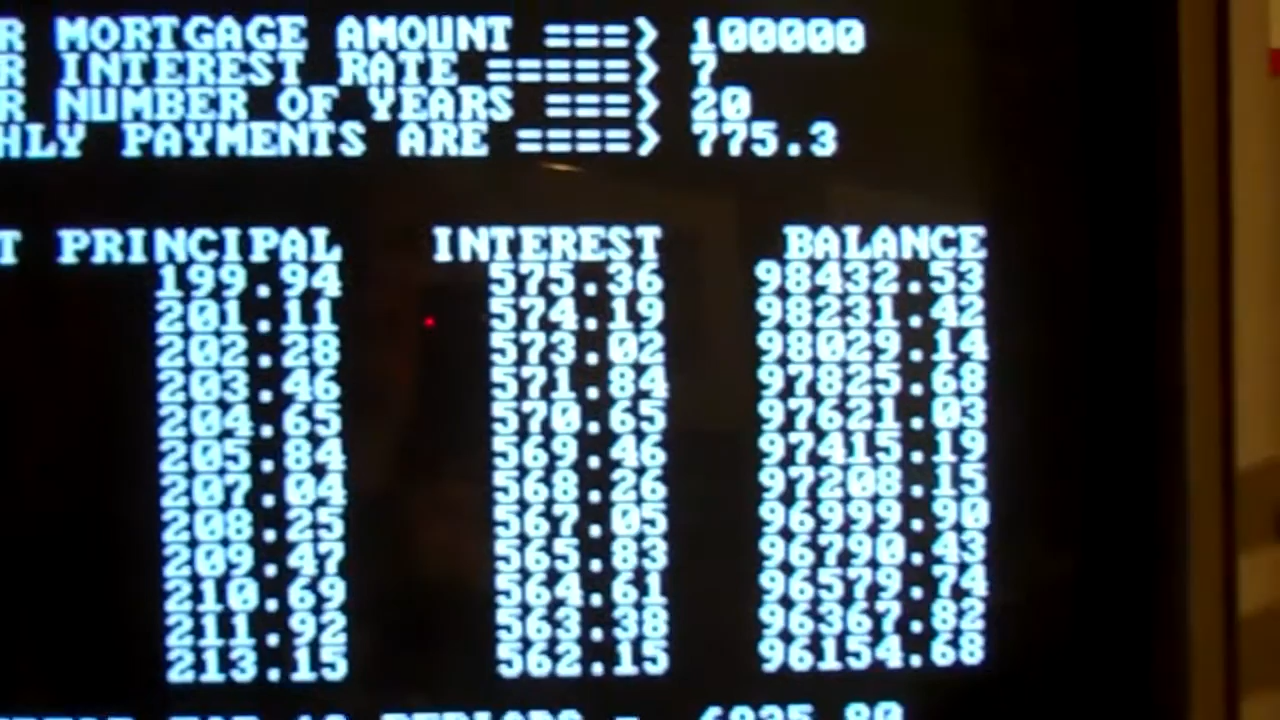 R MORTGAGE AMOUNT ===> 100000
R INTEREST RATE =====> 7
R NUMBER OF YEARS ===> 20
HLY PAYMENTS ARE ====> 775.3
T PRINCIPAL INTEREST BALANCE
199.94 575.36 98432.53
201.11 574.19 98231.42
202.28 573.02 98029.14
203.46 571.84 97825.68
204.65 570.65 97621.03
205.84 569.46 97415.19
207.04 568.26 97208.15
208.25 567.05 96999.90
209.47 565.83 96790.43
210.69 564.61 96579.74
211.92 563.38 96367.82
213.15 562.15 96154.68